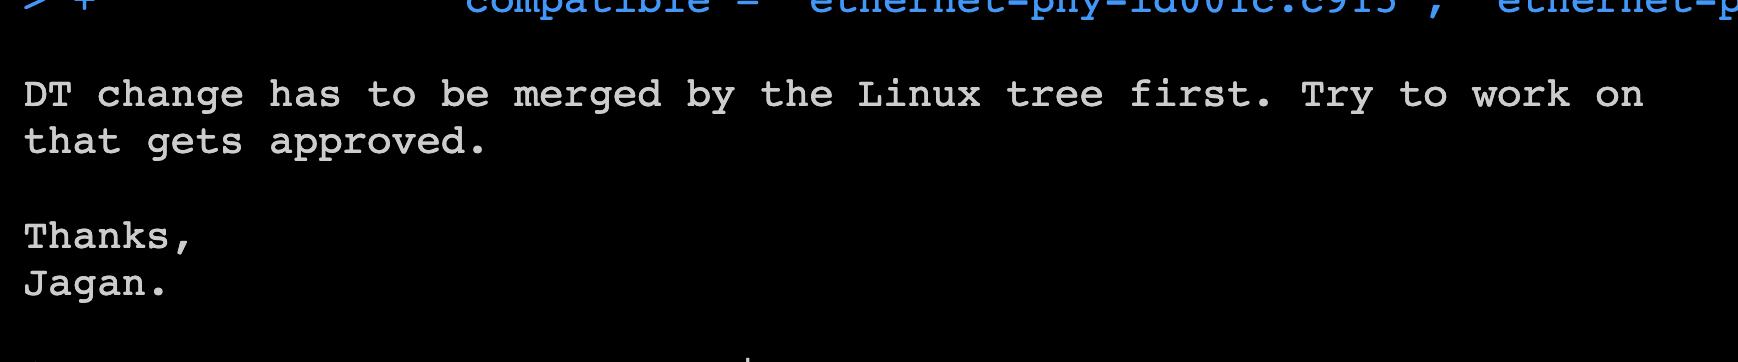 > + compatible = "ethernet-phy-id001c.c915", "ethernet-p
DT change has to be merged by the Linux tree first. Try to work on
that gets approved.
Thanks,
Jagan.